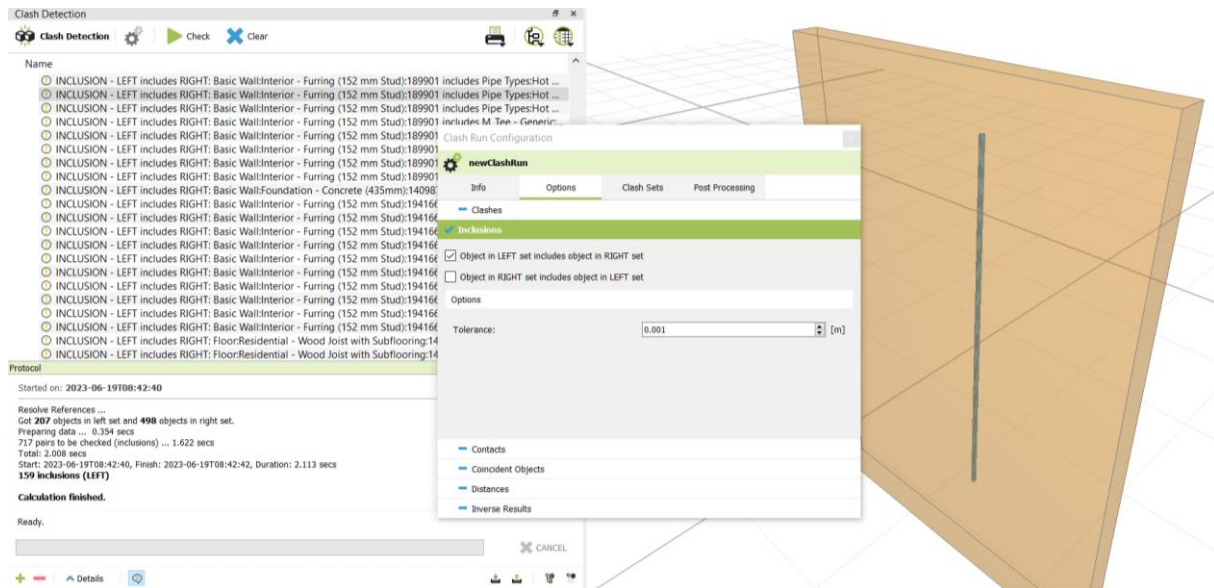 Clash Detection
Clash Detection
Check
Clear
Name
INCLUSION - LEFT includes RIGHT: Basic Wall:Interior - Furring (152 mm Stud):189901 includes Pipe Types:Hot ...
INCLUSION - LEFT includes RIGHT: Basic Wall:Interior - Furring (152 mm Stud):189901 includes Pipe Types:Hot ...
INCLUSION - LEFT includes RIGHT: Basic Wall:Interior - Furring (152 mm Stud):189901 includes Pipe Types:Hot ...
INCLUSION - LEFT includes RIGHT: Basic Wall:Interior - Furring (152 mm Stud):189901 includes M_Tee - Generic:...
INCLUSION - LEFT includes RIGHT: Basic Wall:Interior - Furring (152 mm Stud):189901
INCLUSION - LEFT includes RIGHT: Basic Wall:Interior - Furring (152 mm Stud):189901
INCLUSION - LEFT includes RIGHT: Basic Wall:Interior - Furring (152 mm Stud):189901
INCLUSION - LEFT includes RIGHT: Basic Wall:Interior - Furring (152 mm Stud):189901
INCLUSION - LEFT includes RIGHT: Basic Wall:Foundation - Concrete (435mm):14098
INCLUSION - LEFT includes RIGHT: Basic Wall:Interior - Furring (152 mm Stud):194166
INCLUSION - LEFT includes RIGHT: Basic Wall:Interior - Furring (152 mm Stud):194166
INCLUSION - LEFT includes RIGHT: Basic Wall:Interior - Furring (152 mm Stud):194166
INCLUSION - LEFT includes RIGHT: Basic Wall:Interior - Furring (152 mm Stud):194166
INCLUSION - LEFT includes RIGHT: Basic Wall:Interior - Furring (152 mm Stud):194166
INCLUSION - LEFT includes RIGHT: Basic Wall:Interior - Furring (152 mm Stud):194166
INCLUSION - LEFT includes RIGHT: Basic Wall:Interior - Furring (152 mm Stud):194166
INCLUSION - LEFT includes RIGHT: Basic Wall:Interior - Furring (152 mm Stud):194166
INCLUSION - LEFT includes RIGHT: Basic Wall:Interior - Furring (152 mm Stud):194166
INCLUSION - LEFT includes RIGHT: Basic Wall:Interior - Furring (152 mm Stud):194166
INCLUSION - LEFT includes RIGHT: Floor:Residential - Wood Joist with Subflooring:14
INCLUSION - LEFT includes RIGHT: Floor:Residential - Wood Joist with Subflooring:14
Protocol
Started on: 2023-06-19T08:42:40
Resolve References ...
Got 207 objects in left set and 498 objects in right set.
Preparing data ... 0.354 secs
717 pairs to be checked (inclusions) ... 1.622 secs
Total: 2.008 secs
Start: 2023-06-19T08:42:40, Finish: 2023-06-19T08:42:42, Duration: 2.113 secs
159 inclusions (LEFT)
Calculation finished.
Ready.
CANCEL
Details
Clash Run Configuration
newClashRun
Info Options Clash Sets Post Processing
Clashes
Inclusions
Object in LEFT set includes object in RIGHT set
Object in RIGHT set includes object in LEFT set
Options
Tolerance: 0.001 [m]
Contacts
Coincident Objects
Distances
Inverse Results